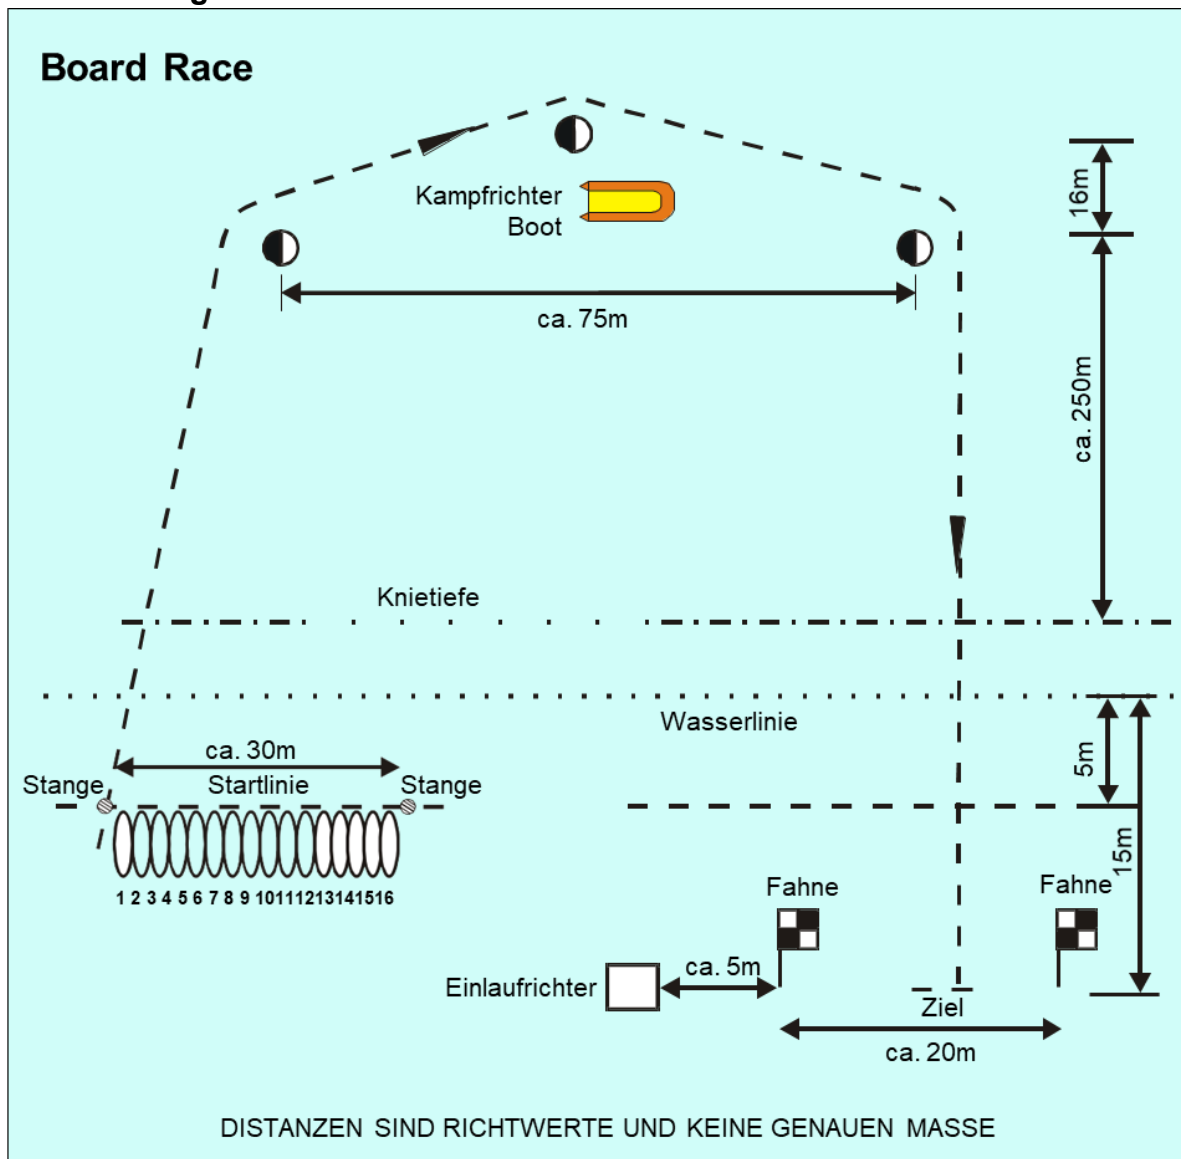 Board Race
Kampfrichter
Boot
16m
ca. 75m
ca. 250m
Knietiefe
Wasserlinie
ca. 30m
5m
Stange
Startlinie
Stange
15m
1 2 3 4 5 6 7 8 9 10 11 12 13 14 15 16
Fahne
Fahne
ca. 5m
Einlaufrichter
Ziel
ca. 20m
DISTANZEN SIND RICHTWERTE UND KEINE GENAUEN MASSE